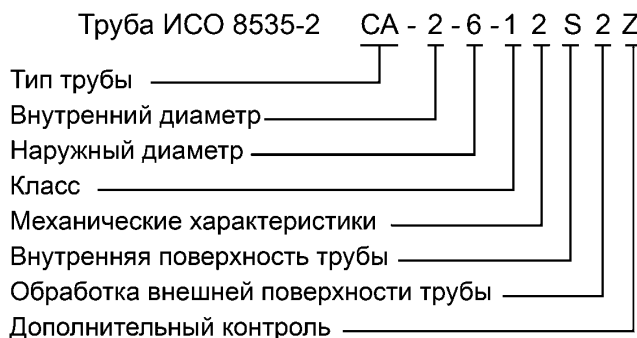 Труба ИСО 8535-2 CA - 2 - 6 - 1 2 S 2 Z
Тип трубы
Внутренний диаметр
Наружный диаметр
Класс
Механические характеристики
Внутренняя поверхность трубы
Обработка внешней поверхности трубы
Дополнительный контроль